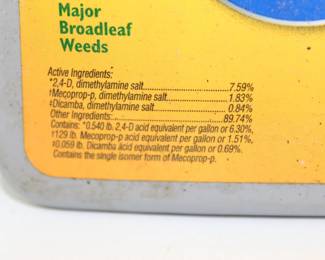 Major
Broadleaf
Weeds
Active Ingredients:
*2,4-D, dimethylamine salt..............................7.59%
†Mecoprop-p, dimethylamine salt....................1.83%
‡Dicamba, dimethylamine salt........................0.84%
Other Ingredients:.......................................89.74%
Contains: *0.540 lb. 2,4-D acid equivalent per gallon or 6.30%,
†129 lb. Mecoprop-p acid equivalent per gallon or 1.51%,
‡0.059 lb. Dicamba acid equivalent per gallon or 0.69%.
Contains the single isomer form of Mecoprop-p.